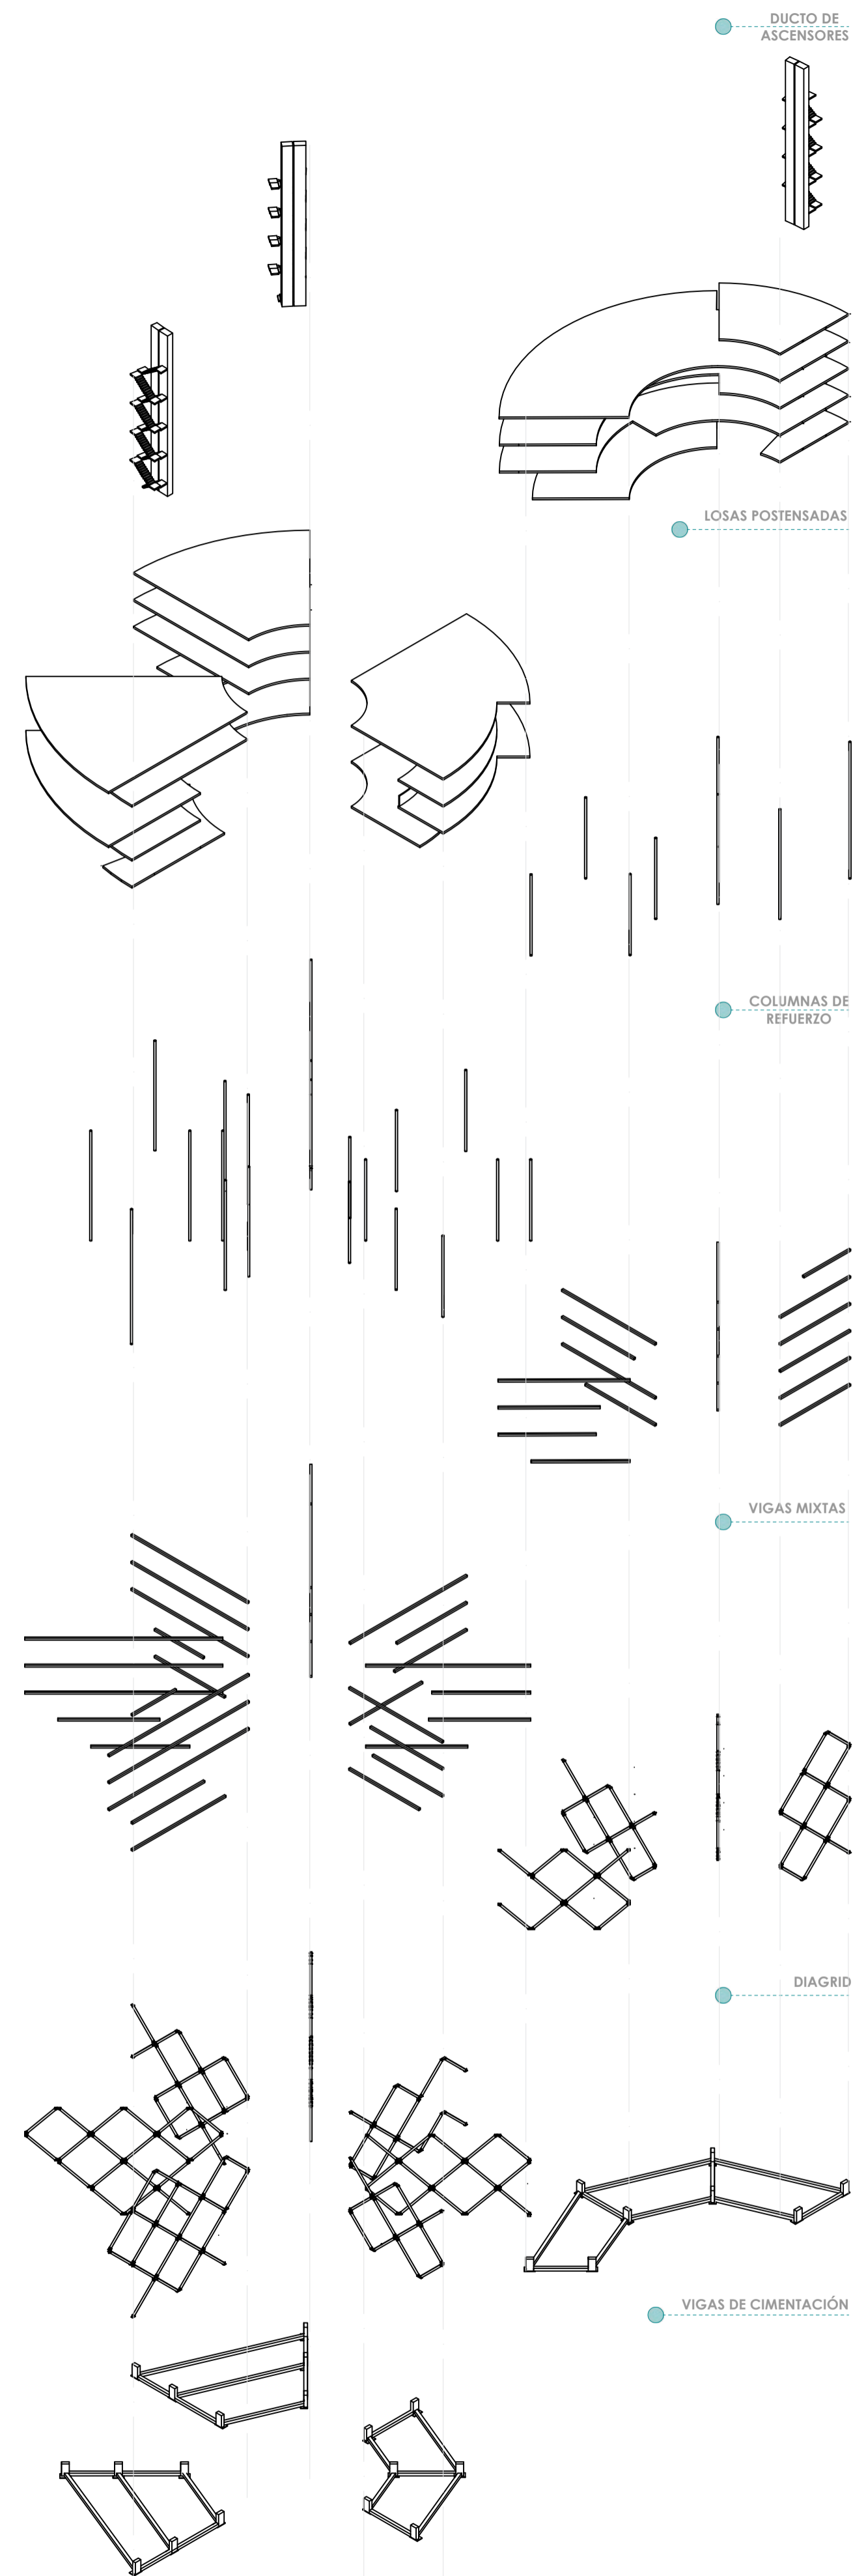 DUCTO DE
ASCENSORES
LOSAS POSTENSADAS
COLUMNAS DE
REFUERZO
VIGAS MIXTAS
DIAGRID
VIGAS DE CIMENTACIÓN